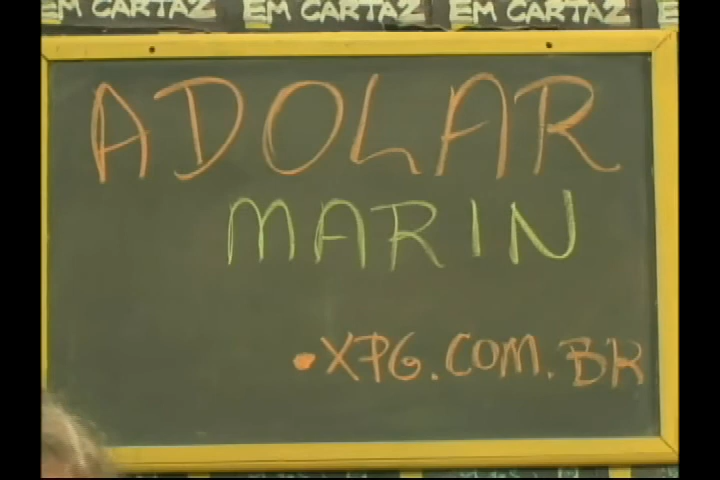 EM CARTAZ EM CARTAZ EM CARTAZ
ADOLAR
MARIN
.XPG.COM.BR